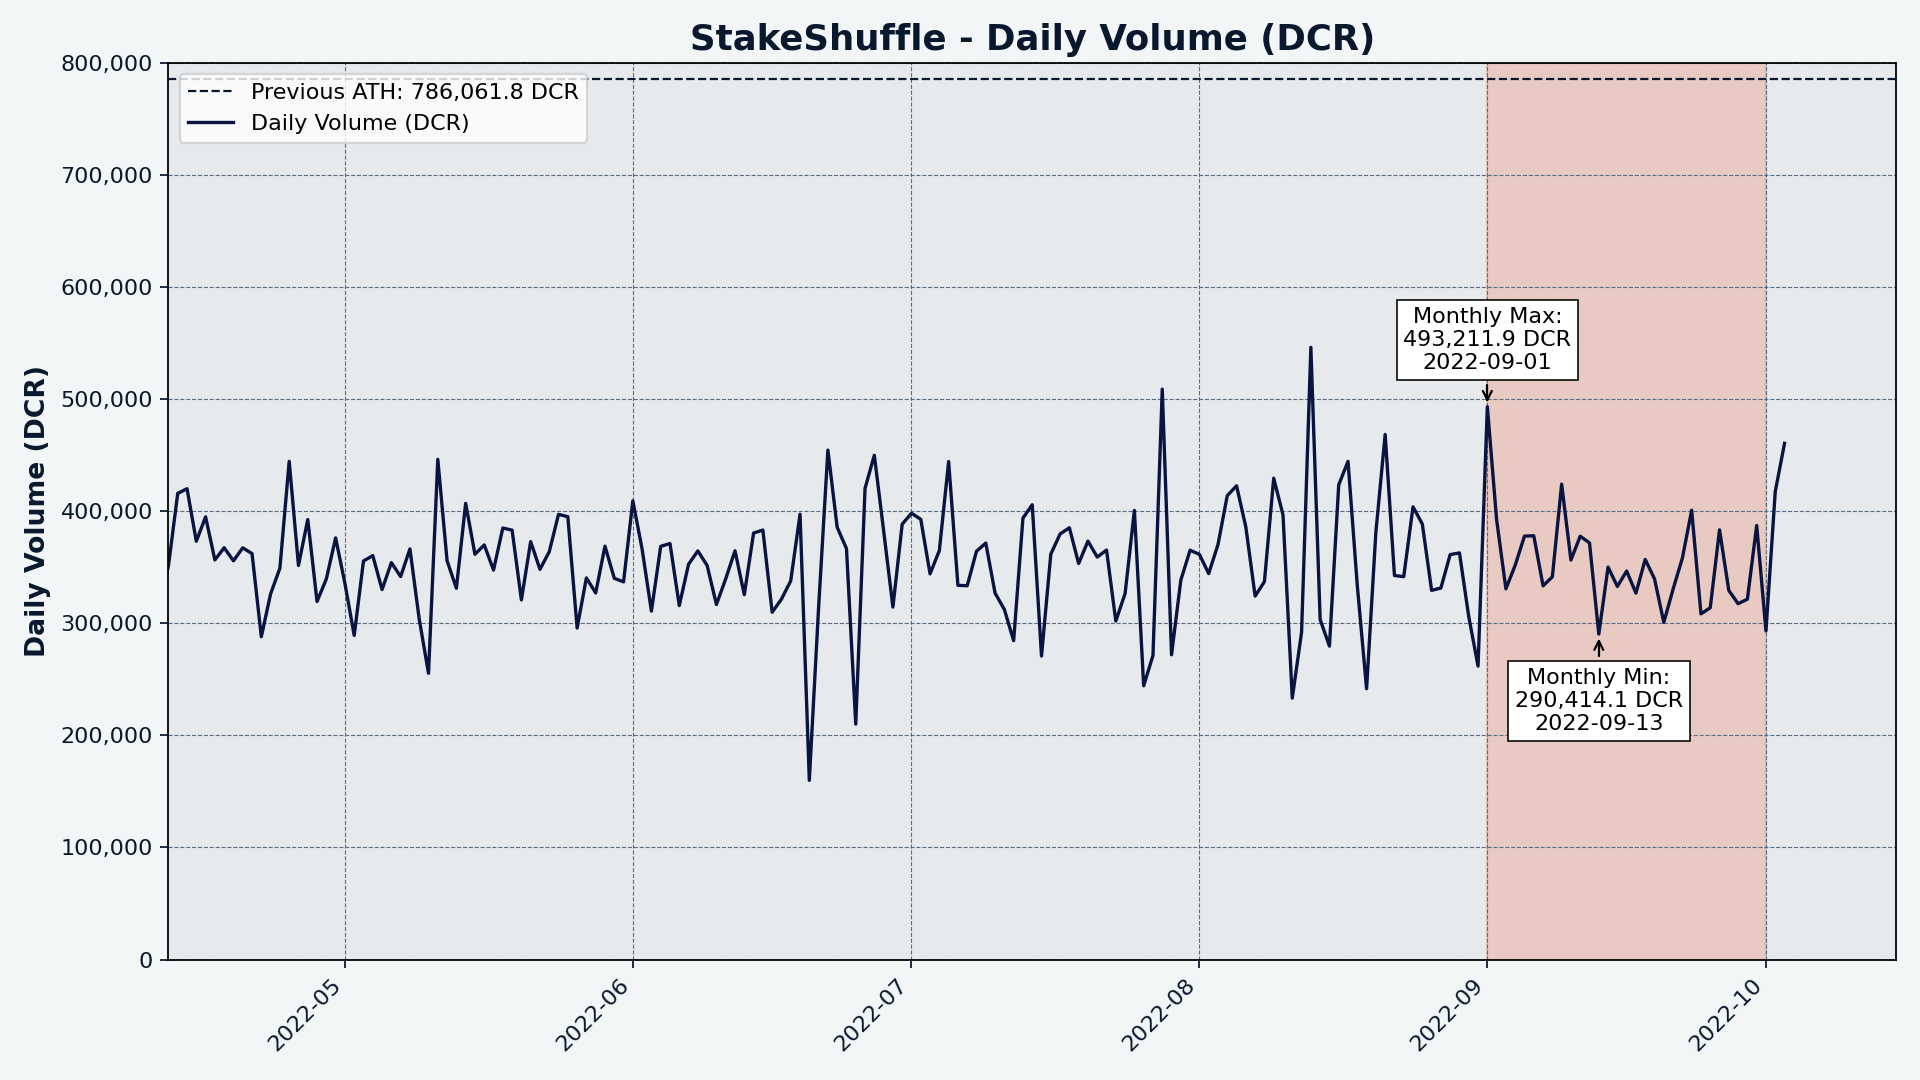 StakeShuffle - Daily Volume (DCR)
Previous ATH: 786,061.8 DCR
Daily Volume (DCR)
Daily Volume (DCR)
800,000
700,000
600,000
500,000
400,000
300,000
200,000
100,000
0
Monthly Max:
493,211.9 DCR
2022-09-01
Monthly Min:
290,414.1 DCR
2022-09-13
2022-05
2022-06
2022-07
2022-08
2022-09
2022-10